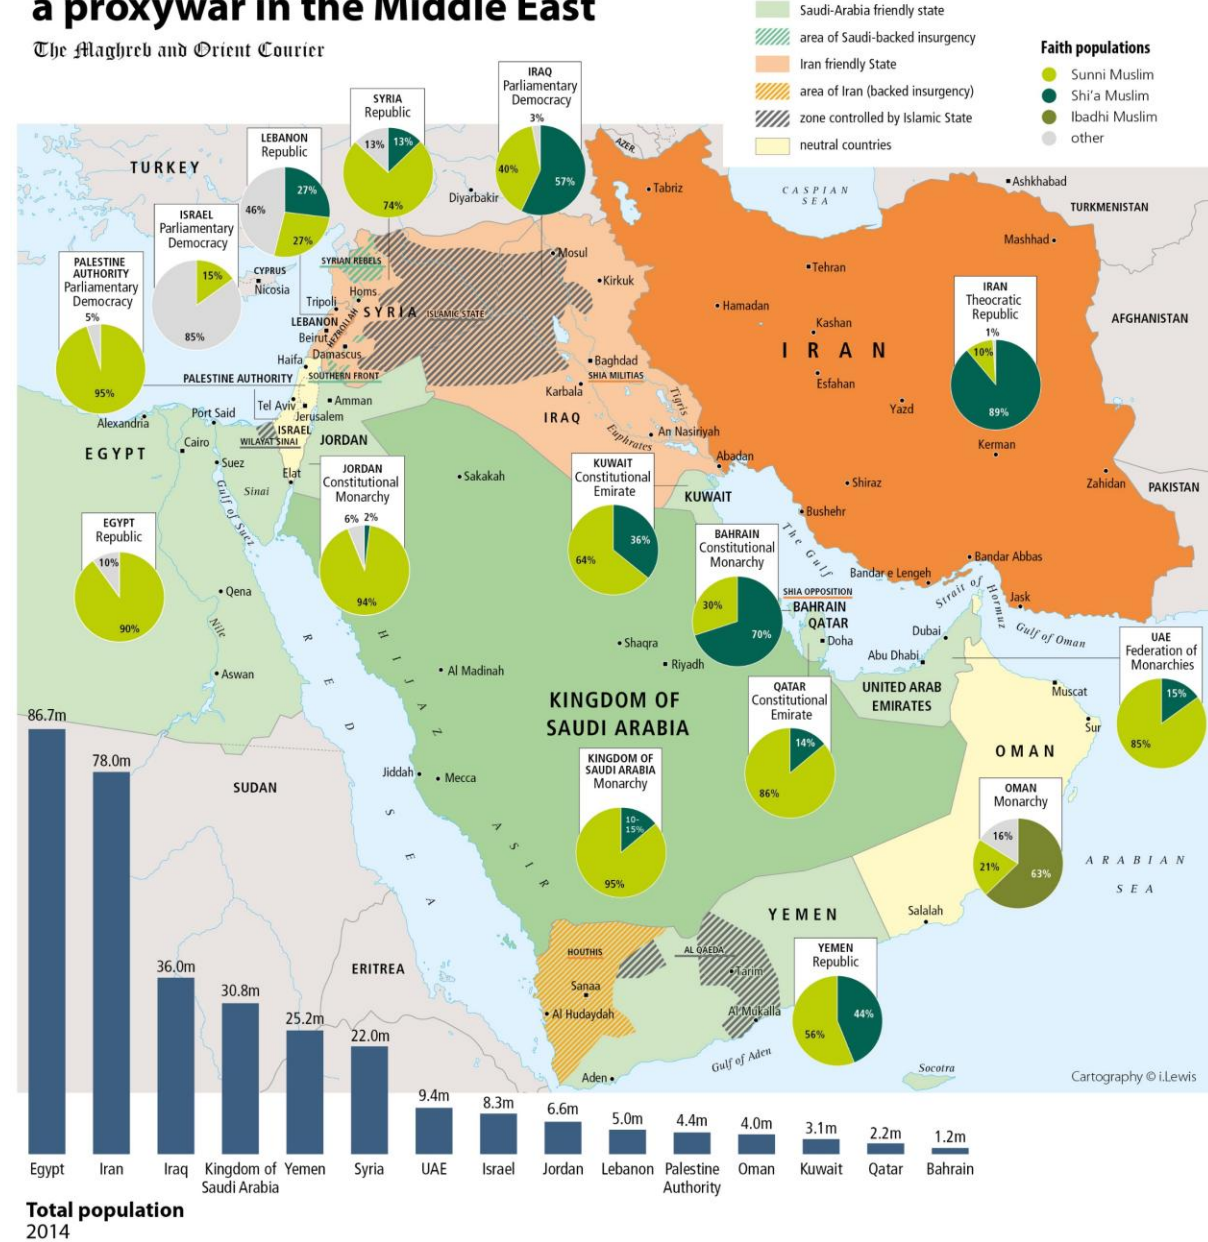 a proxywar in the Middle East
The Maghreb and Orient Courier
Saudi-Arabia friendly state
area of Saudi-backed insurgency
Iran friendly State
area of Iran (backed insurgency)
zone controlled by Islamic State
neutral countries
Faith populations
Sunni Muslim
Shi'a Muslim
Ibadhi Muslim
other
IRAQ
Parliamentary
Democracy
3%
40%
57%
SYRIA
Republic
13%
13%
74%
LEBANON
Republic
27%
46%
27%
ISRAEL
Parliamentary
Democracy
15%
85%
PALESTINE
AUTHORITY
Parliamentary
Democracy
5%
95%
TURKEY
Diyarbakir
AZER.
Tabriz
CASPIAN
SEA
Ashkhabad
TURKMENISTAN
Mashhad
Tehran
Mosul
Kirkuk
Hamadan
Kashan
IRAN
Esfahan
Yazd
Kerman
Zahidan
AFGHANISTAN
PAKISTAN
IRAN
Theocratic
Republic
1%
10%
89%
CYPRUS
Nicosia
SYRIAN REBELS
Homs
Tripoli
SYRIA
ISLAMIC STATE
LEBANON
HEZBOLLAH
Beirut
Damascus
Haifa
PALESTINE AUTHORITY
SOUTHERN FRONT
Tel Aviv
Amman
Jerusalem
ISRAEL
WILAYAT SINAI
JORDAN
Elat
Baghdad
SHIA MILITIAS
Karbala
Tigris
IRAQ
Euphrates
An Nasiriyah
Abadan
Shiraz
Bushehr
Bandar Abbas
Bandar e Lengeh
Strait of Hormuz
Jask
Gulf of Oman
The Gulf
Alexandria
Port Said
Cairo
EGYPT
Suez
Sinai
Gulf of Suez
Qena
Nile
Aswan
EGYPT
Republic
10%
90%
JORDAN
Constitutional
Monarchy
6%
2%
94%
Sakakah
KUWAIT
Constitutional
Emirate
36%
64%
KUWAIT
BAHRAIN
Constitutional
Monarchy
30%
70%
SHIA OPPOSITION
BAHRAIN
QATAR
Doha
Dubai
Abu Dhabi
UNITED ARAB
EMIRATES
UAE
Federation of
Monarchies
15%
85%
Muscat
Sur
OMAN
OMAN
Monarchy
16%
21%
63%
ARABIAN
SEA
Salalah
QATAR
Constitutional
Emirate
14%
86%
Shaqra
Riyadh
Al Madinah
HIJAZ
KINGDOM OF
SAUDI ARABIA
KINGDOM OF
SAUDI ARABIA
Monarchy
10-
15%
95%
Jiddah
Mecca
ASIR
RED SEA
SUDAN
ERITREA
YEMEN
HOUTHIS
AL QAEDA
Sanaa
Al Hudaydah
Tarim
Al Mukalla
Aden
Gulf of Aden
YEMEN
Republic
44%
56%
Socotra
Cartography © i.Lewis
86.7m
78.0m
36.0m
30.8m
25.2m
22.0m
9.4m
8.3m
6.6m
5.0m
4.4m
4.0m
3.1m
2.2m
1.2m
Egypt
Iran
Iraq
Kingdom of
Saudi Arabia
Yemen
Syria
UAE
Israel
Jordan
Lebanon
Palestine
Authority
Oman
Kuwait
Qatar
Bahrain
Total population
2014